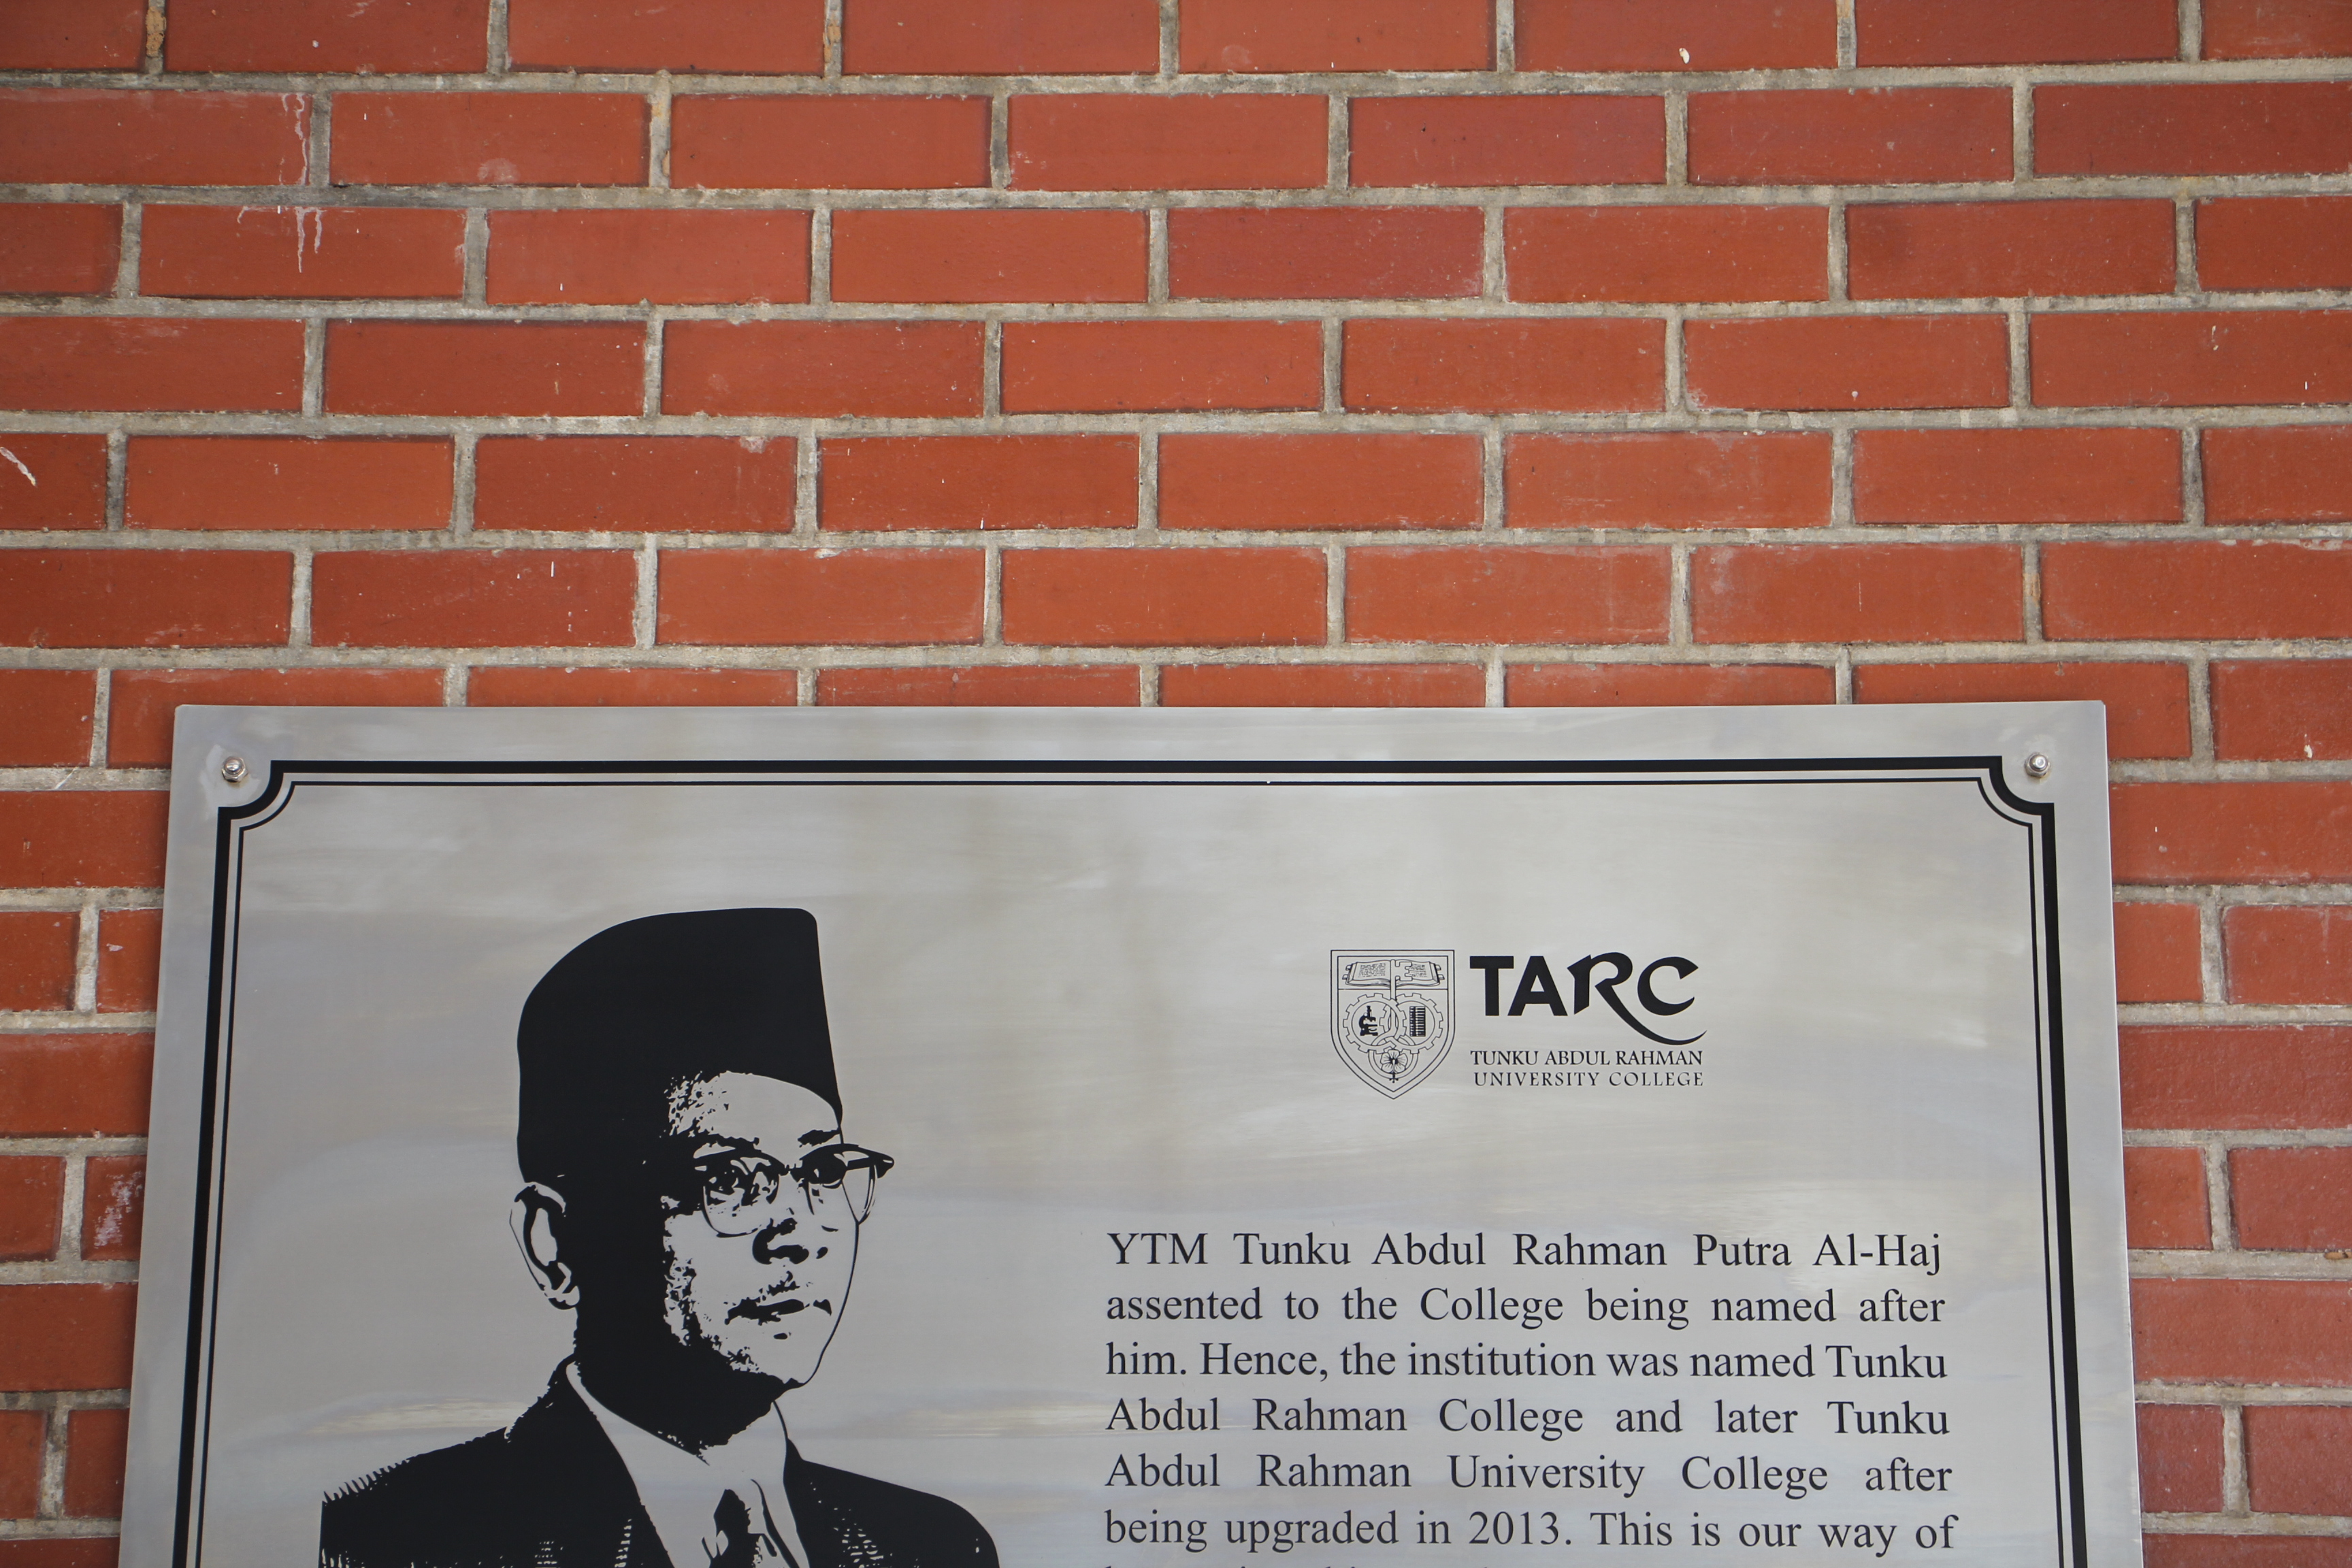 TARC
TUNKU ABDUL RAHMAN
UNIVERSITY COLLEGE
YTM Tunku Abdul Rahman Putra Al-Haj
assented to the College being named after
him. Hence, the institution was named Tunku
Abdul Rahman College and later Tunku
Abdul Rahman University College after
being upgraded in 2013. This is our way of